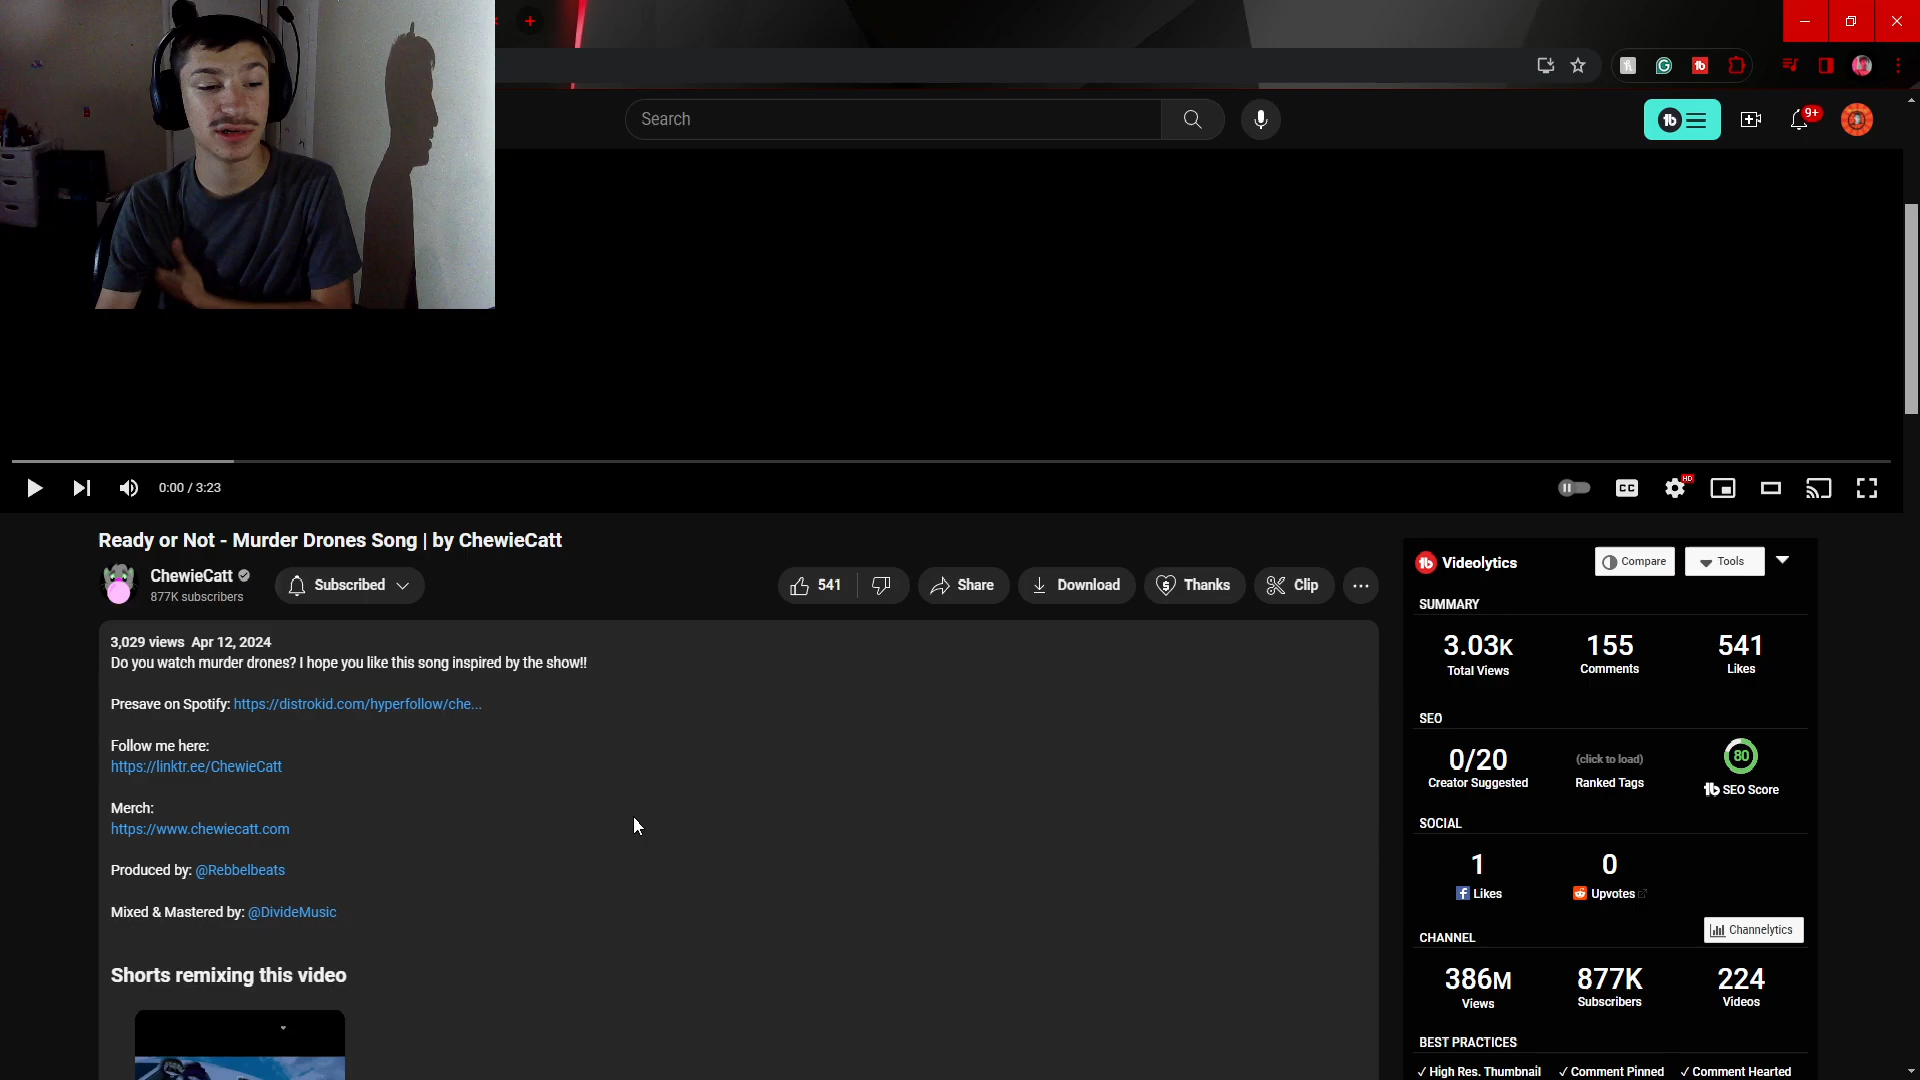 Search
9+
0:00 / 3:23
CC
HD
Ready or Not - Murder Drones Song | by ChewieCatt
ChewieCatt
877K subscribers
Subscribed
541
Share
Download
Thanks
Clip
3,029 views Apr 12, 2024
Do you watch murder drones? I hope you like this song inspired by the show!!
Presave on Spotify: https://distrokid.com/hyperfollow/che...
Follow me here:
https://linktr.ee/ChewieCatt
Merch:
https://www.chewiecatt.com
Produced by: @Rebbelbeats
Mixed & Mastered by: @DivideMusic
Shorts remixing this video
Videolytics
Compare
Tools
SUMMARY
3.03K 155 541
Total Views Comments Likes
SEO
0/20 (click to load) 80
Creator Suggested Ranked Tags SEO Score
SOCIAL
1 0
Likes Upvotes
CHANNEL
Channelytics
386M 877K 224
Views Subscribers Videos
BEST PRACTICES
✓ High Res. Thumbnail ✓ Comment Pinned ✓ Comment Hearted